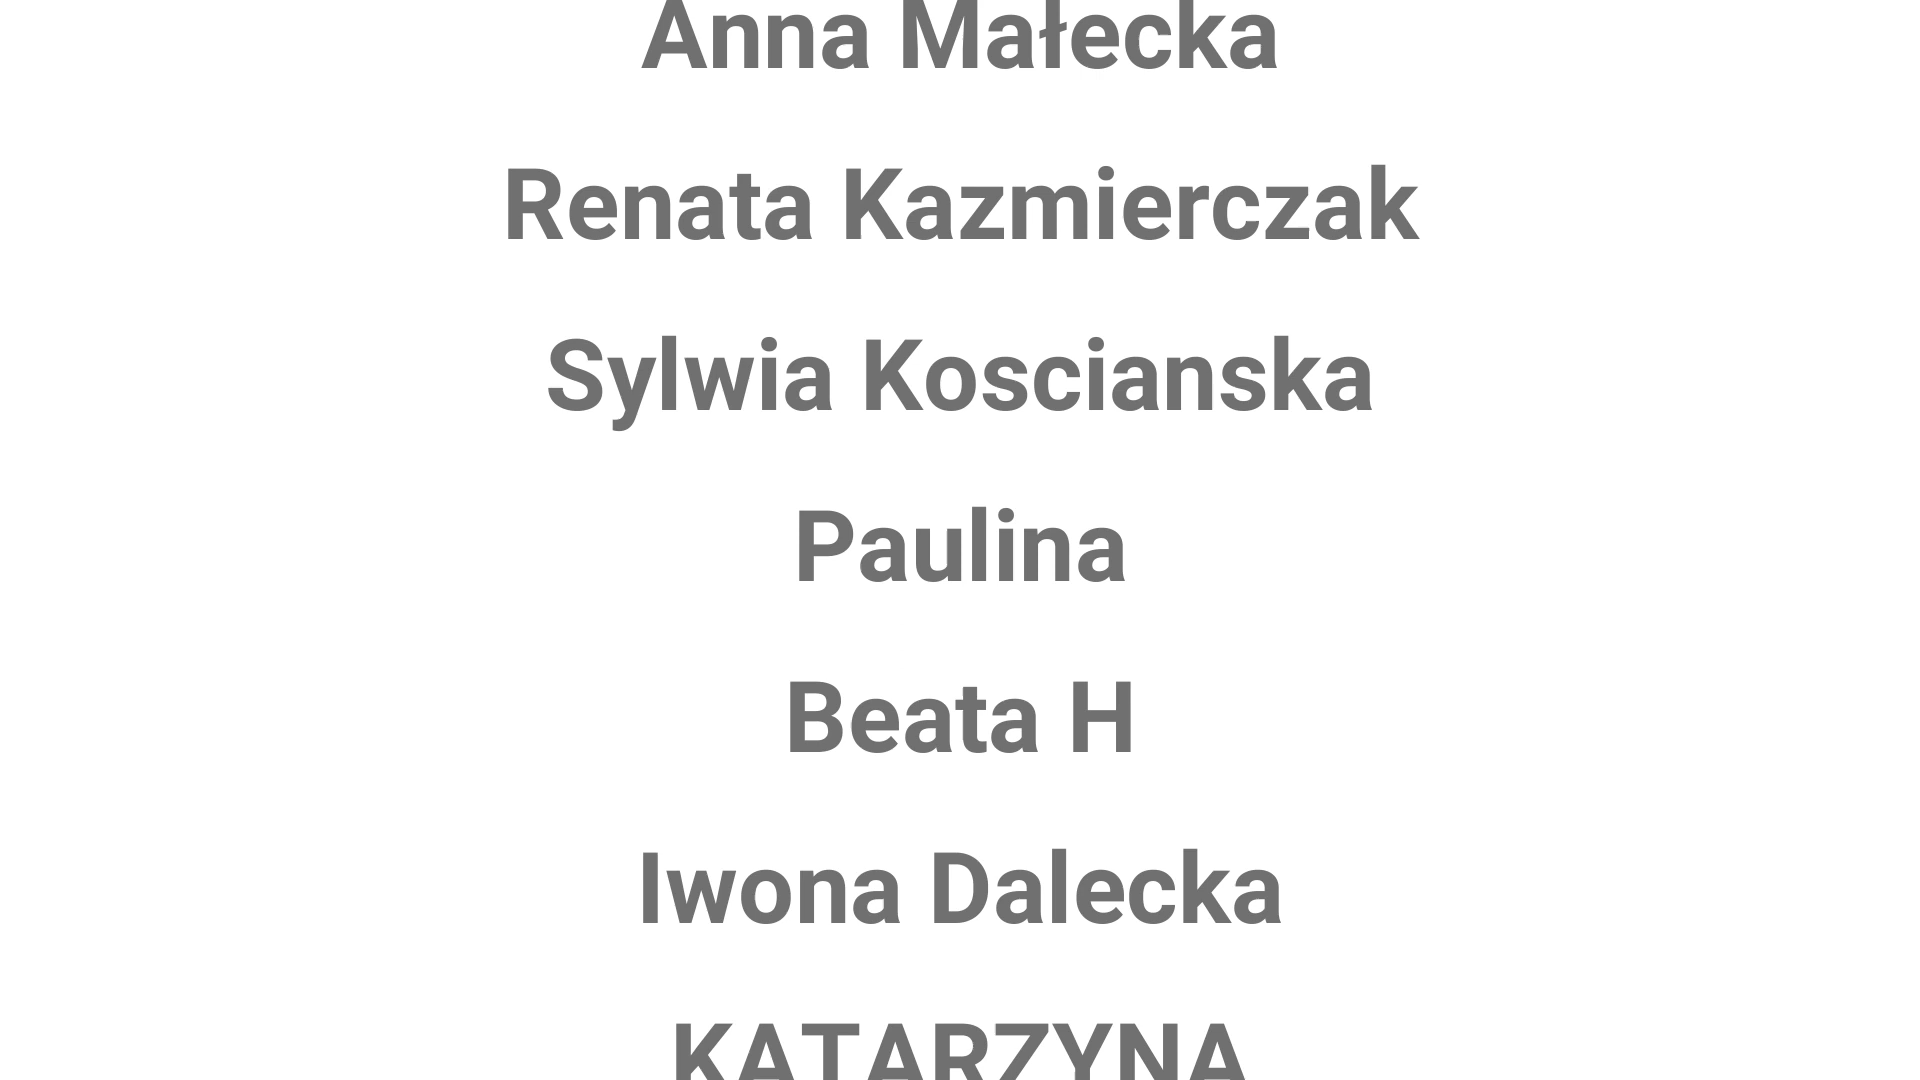 Anna Małecka
Renata Kazmierczak
Sylwia Koscianska
Paulina
Beata H
Iwona Dalecka
KATARZYNA